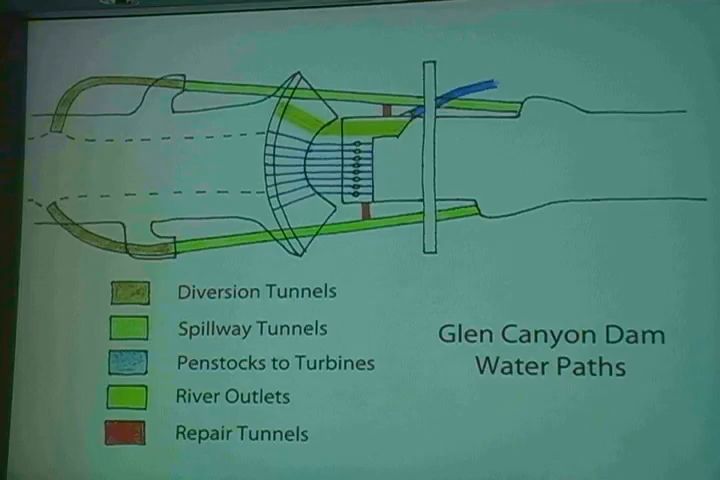 Diversion Tunnels
Spillway Tunnels
Penstocks to Turbines
River Outlets
Repair Tunnels
Glen Canyon Dam
Water Paths